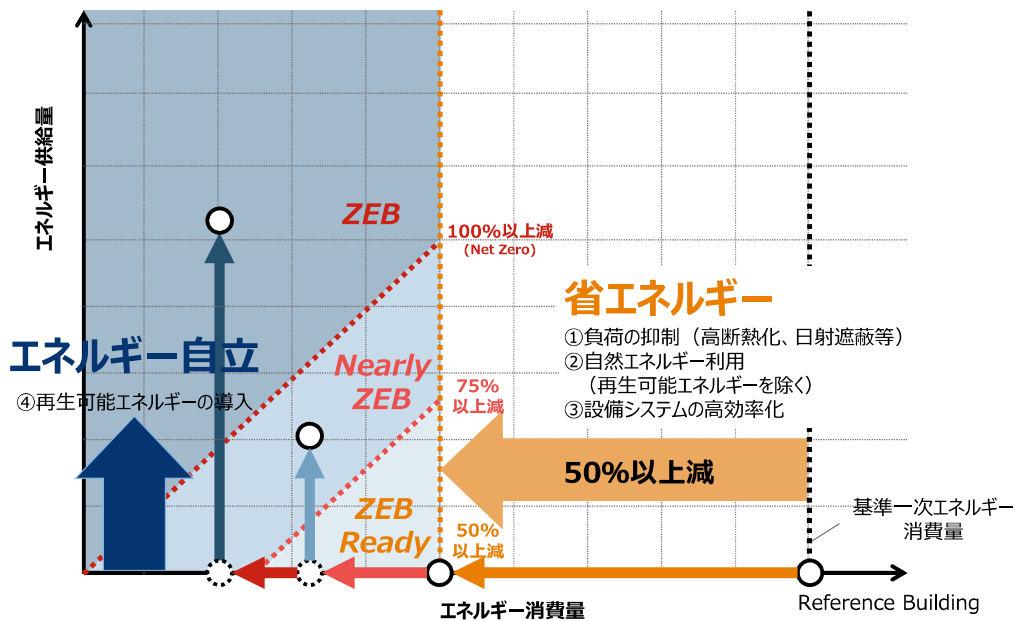 エネルギー供給量
ZEB
100%以上減
(Net Zero)
省エネルギー
①負荷の抑制（高断熱化、日射遮蔽等）
②自然エネルギー利用
（再生可能エネルギーを除く）
③設備システムの高効率化
エネルギー自立
④再生可能エネルギーの導入
Nearly
ZEB
75%
以上減
50%以上減
ZEB
Ready
50%
以上減
基準一次エネルギー
消費量
エネルギー消費量
Reference Building